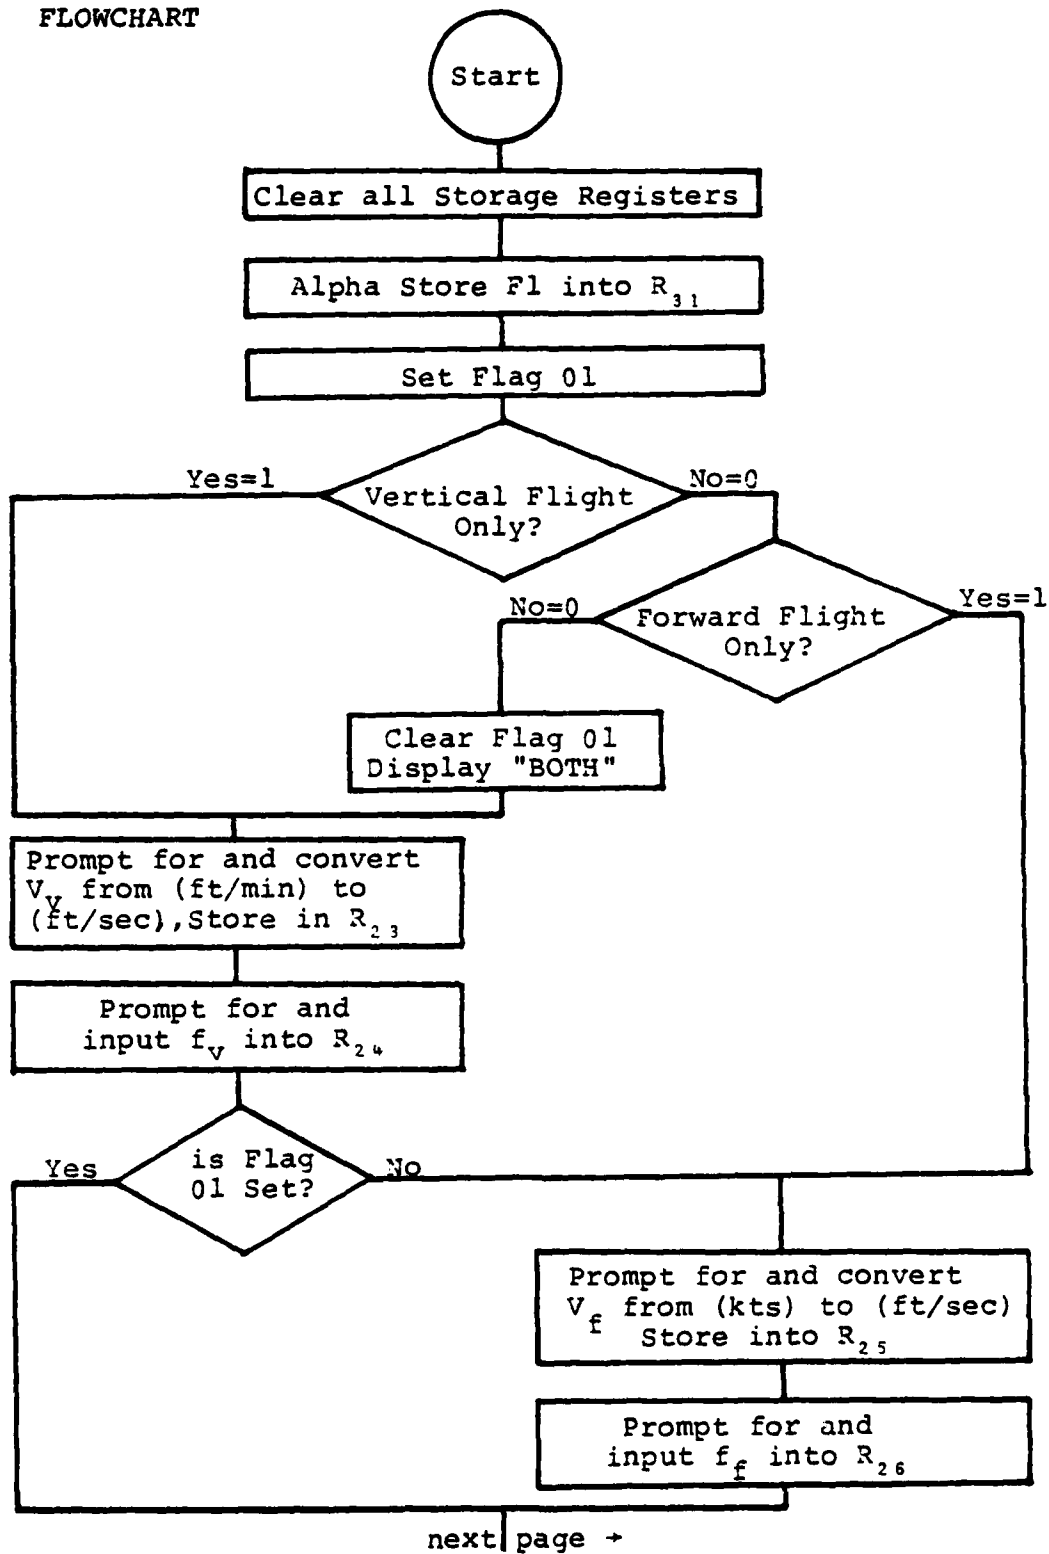 FLOWCHART
Start
Clear all Storage Registers
Alpha Store F1 into R₃₁
Set Flag 01
Yes=1
Vertical Flight
Only?
No=0
No=0
Forward Flight
Only?
Yes=1
Clear Flag 01
Display "BOTH"
Prompt for and convert
Vᵥ from (ft/min) to
(ft/sec),Store in R₂₃
Prompt for and
input fᵥ into R₂₄
Yes
is Flag
01 Set?
No
Prompt for and convert
V_f from (kts) to (ft/sec)
Store into R₂₅
Prompt for and
input f_f into R₂₆
next page →